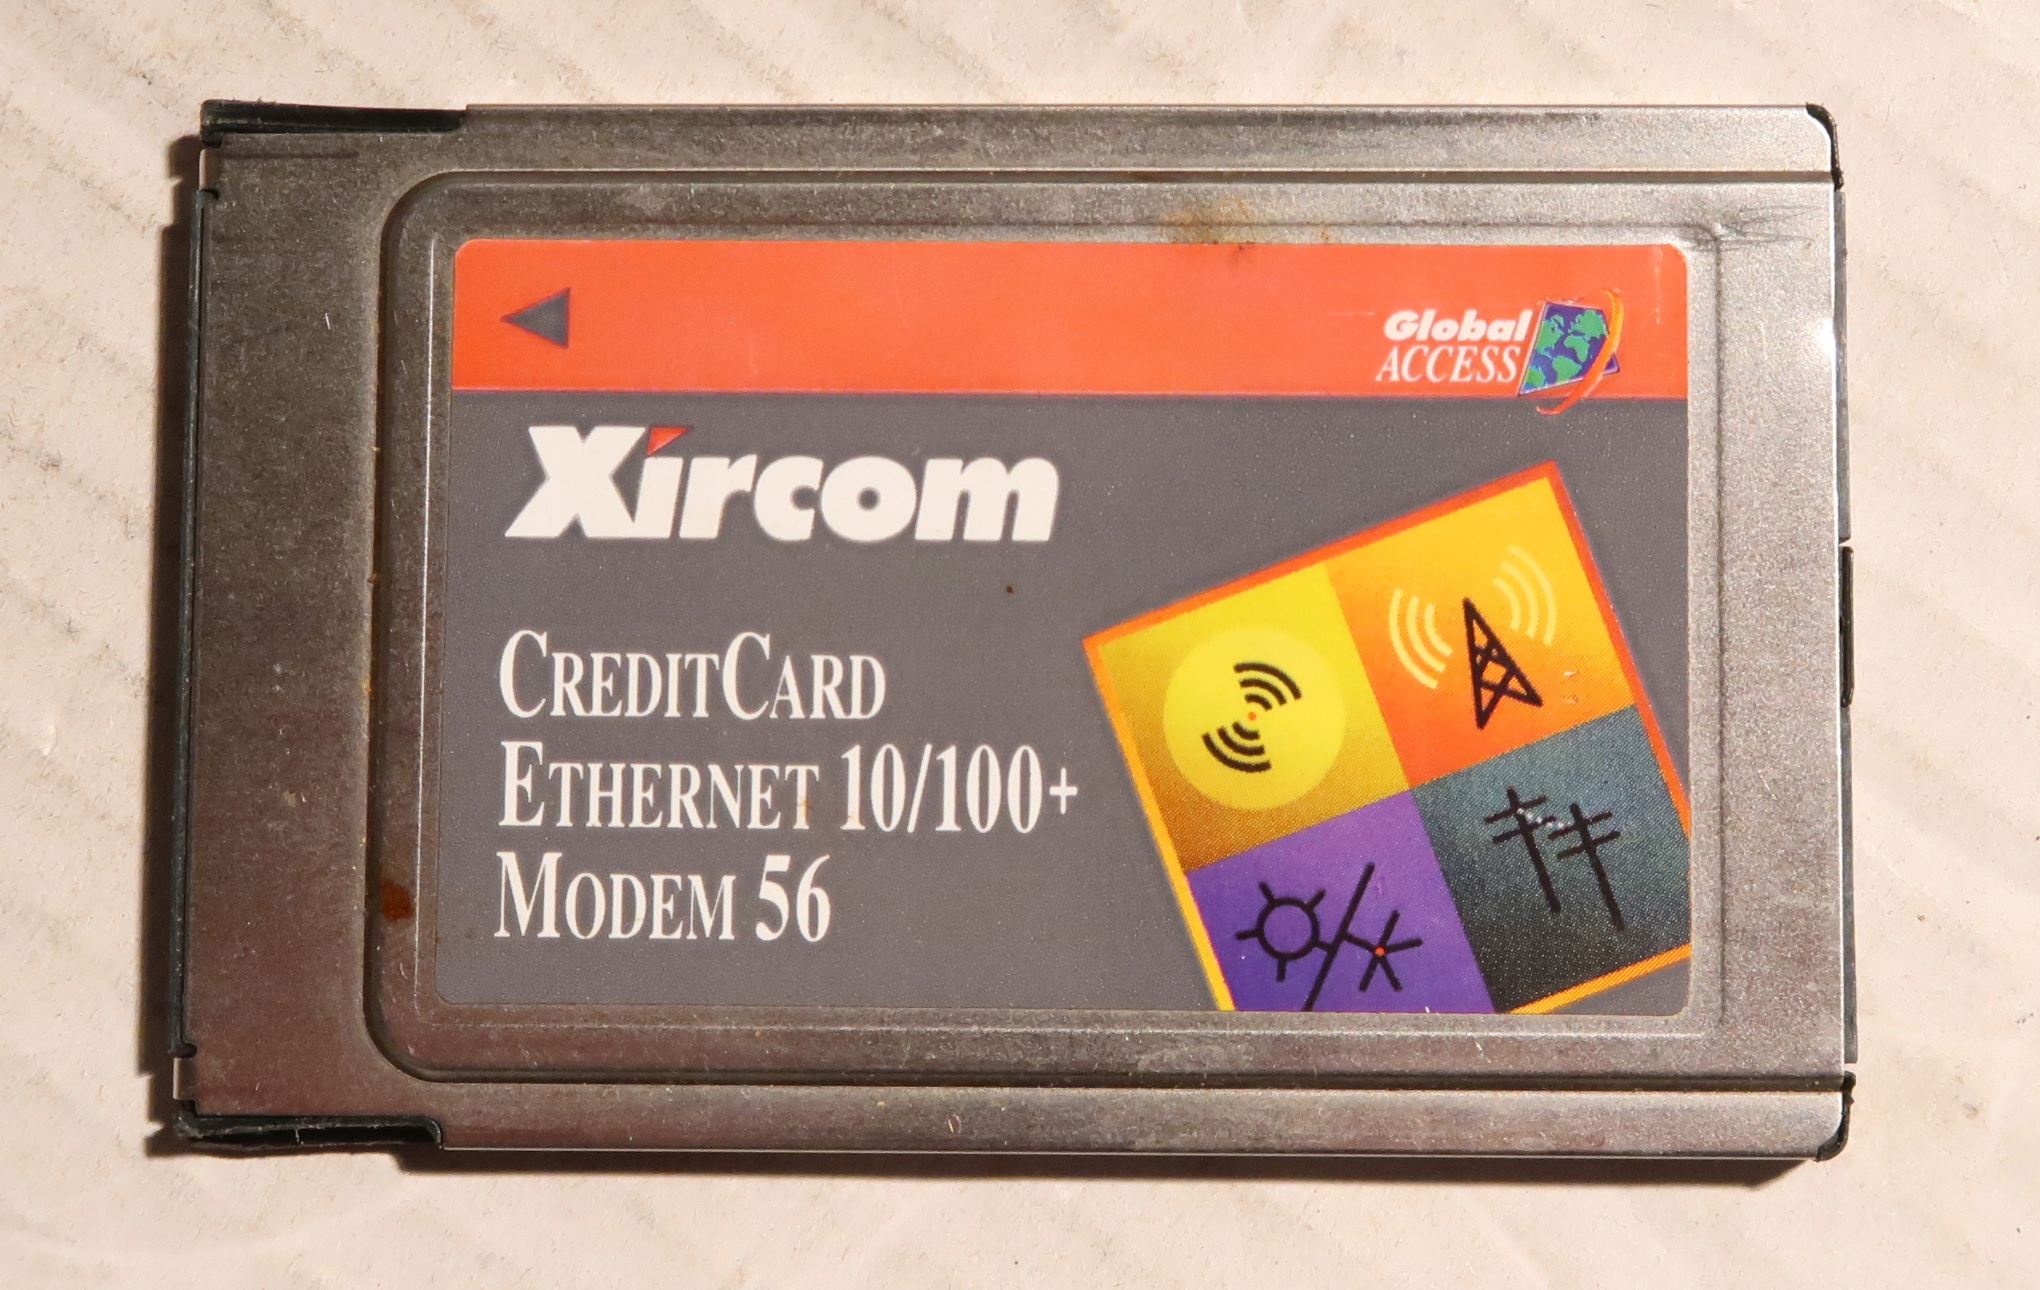 Global
ACCESS
Xircom
CREDITCARD
ETHERNET 10/100+
MODEM 56